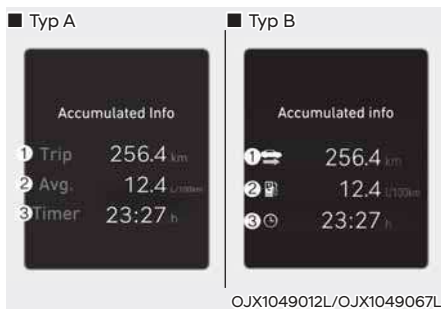 ■ Typ A
Accumulated Info
① Trip 256.4 km
② Avg. 12.4 L/100km
③ Timer 23:27 h
■ Typ B
Accumulated info
① 256.4 km
② 12.4 L/100km
③ 23:27 h
OJX1049012L/OJX1049067L